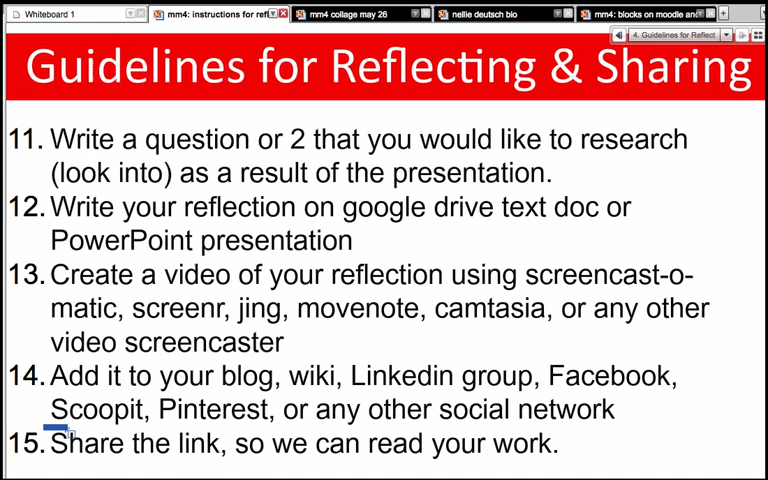 Whiteboard 1
mm4: instructions for refl
mm4 collage may 26
nellie deutsch bio
mm4: blocks on moodle and
4. Guidelines for Reflect
Guidelines for Reflecting & Sharing
11. Write a question or 2 that you would like to research
(look into) as a result of the presentation.
12. Write your reflection on google drive text doc or
PowerPoint presentation
13. Create a video of your reflection using screencast-o-
matic, screenr, jing, movenote, camtasia, or any other
video screencaster
14. Add it to your blog, wiki, Linkedin group, Facebook,
Scoopit, Pinterest, or any other social network
15. Share the link, so we can read your work.